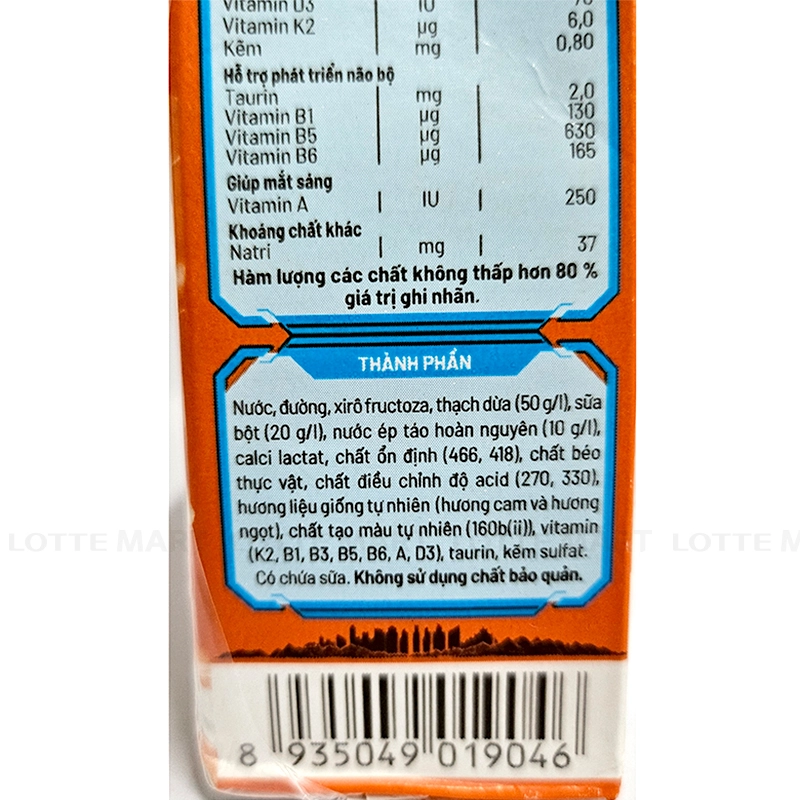 Vitamin D3 IU 70
Vitamin K2 µg 6,0
Kẽm mg 0,80
Hỗ trợ phát triển não bộ
Taurin mg 2,0
Vitamin B1 µg 130
Vitamin B5 µg 630
Vitamin B6 µg 165
Giúp mắt sáng
Vitamin A IU 250
Khoáng chất khác
Natri mg 37
Hàm lượng các chất không thấp hơn 80 %
giá trị ghi nhãn.
THÀNH PHẦN
Nước, đường, xirô fructoza, thạch dừa (50 g/l), sữa
bột (20 g/l), nước ép táo hoàn nguyên (10 g/l),
calci lactat, chất ổn định (466, 418), chất béo
thực vật, chất điều chỉnh độ acid (270, 330),
hương liệu giống tự nhiên (hương cam và hương
ngọt), chất tạo màu tự nhiên (160b(ii)), vitamin
(K2, B1, B3, B5, B6, A, D3), taurin, kẽm sulfat.
Có chứa sữa. Không sử dụng chất bảo quản.
LOTTE MART
LOTTE M
8 935049 019046